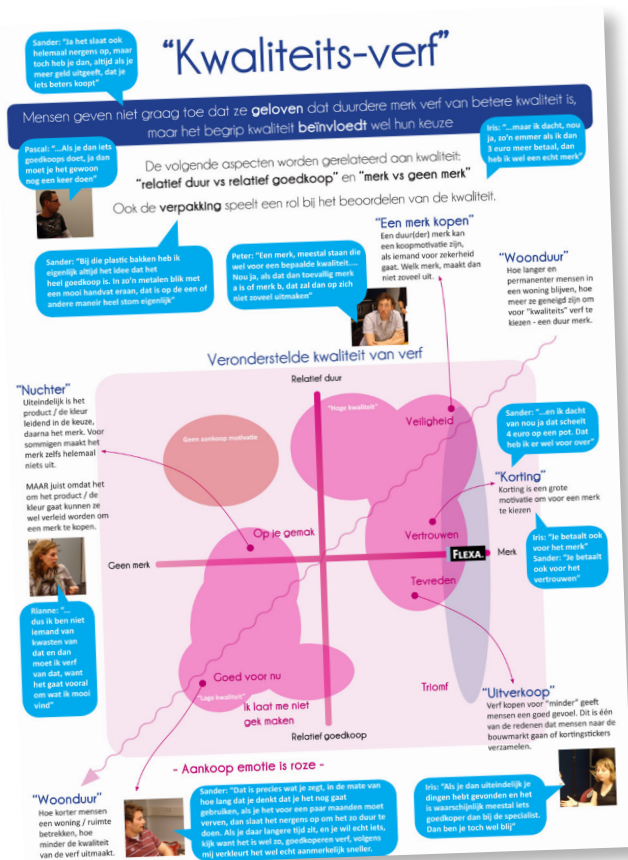 Sander: "Ja het slaat ook
helemaal nergens op, maar
toch heb je dan, altijd als je
meer geld uitgeeft, dat je
iets beters koopt"
"Kwaliteits-verf"
Mensen geven niet graag toe dat ze geloven dat duurdere merk verf van betere kwaliteit is,
maar het begrip kwaliteit beïnvloedt wel hun keuze
Pascal: "...Als je dan iets
goedkoops doet, ja dan
moet je het gewoon
nog een keer doen"
De volgende aspecten worden gerelateerd aan kwaliteit:
"relatief duur vs relatief goedkoop" en "merk vs geen merk"
Ook de verpakking speelt een rol bij het beoordelen van de kwaliteit.
Iris: "...maar ik dacht, nou
ja, zo'n emmer als ik dan
3 euro meer betaal, dan
heb ik wel een echt merk"
Sander: "Bij die plastic bakken heb ik
eigenlijk altijd het idee dat het
heel goedkoop is. In zo'n metalen blik met
een mooi handvat eraan, dat is op de een of
andere maneir heel stom eigenlijk"
Peter: "Een merk, meestal staan die
wel voor een bepaalde kwaliteit....
Nou ja, als dat dan toevallig merk
a is of merk b, dat zal dan op zich
niet zoveel uitmaken"
"Een merk kopen"
Een duur(der) merk kan
een koopmotivatie zijn,
als iemand voor zekerheid
gaat. Welk merk, maakt dan
niet zoveel uit.
"Woonduur"
Hoe langer en
permanenter mensen in
een woning blijven, hoe
meer ze geneigd zijn om
voor "kwaliteits" verf te
kiezen - een duur merk.
Veronderstelde kwaliteit van verf
Relatief duur
"Nuchter"
Uiteindelijk is het
product / de kleur
leidend in de keuze,
daarna het merk. Voor
sommigen maakt het
merk zelfs helemaal
niets uit.
MAAR juist omdat het
om het product / de
kleur gaat kunnen ze
wel verleid worden om
een merk te kopen.
Geen aankoop motivatie
"Hoge kwaliteit"
Veiligheid
Sander: "...en ik dacht
van nou ja dat scheelt
4 euro op een pot. Dat
heb ik er wel voor over"
"Korting"
Korting is een grote
motivatie om voor een merk
te kiezen
Op je gemak
Vertrouwen
Iris: "Je betaalt ook
voor het merk"
Sander: "Je betaalt
ook voor het
vertrouwen"
Geen merk
FLEXA.
Merk
Tevreden
Rianne: "...
dus ik ben niet
iemand van
kwasten van
dat en dan
moet ik verf
van dat, want
het gaat vooral
om wat ik mooi
vind"
Goed voor nu
"Lage kwaliteit"
Ik laat me niet
gek maken
Triomf
Relatief goedkoop
"Uitverkoop"
Verf kopen voor "minder" geeft
mensen een goed gevoel. Dit is één
van de redenen dat mensen naar de
bouwmarkt gaan of kortingstickers
verzamelen.
- Aankoop emotie is roze -
"Woonduur"
Hoe korter mensen
een woning / ruimte
betrekken, hoe
minder de kwaliteit
van de verf uitmaakt.
Sander: "Dat is precies wat je zegt, in de mate van
hoe lang dat je denkt dat je het nog gaat
gebruiken, als je het voor een paar maanden moet
verven, dan slaat het nergens op om het zo duur te
doen. Als je daar langere tijd zit, en je wil echt iets,
kijk want het is wel zo, goedkoperen verf, volgens
mij verkleurt het wel echt aanmerkelijk sneller.
Iris: "Als je dan uiteindelijk je
dingen hebt gevonden en het
is waarschijnlijk meestal iets
goedkoper dan bij de specialist.
Dan ben je toch wel blij"